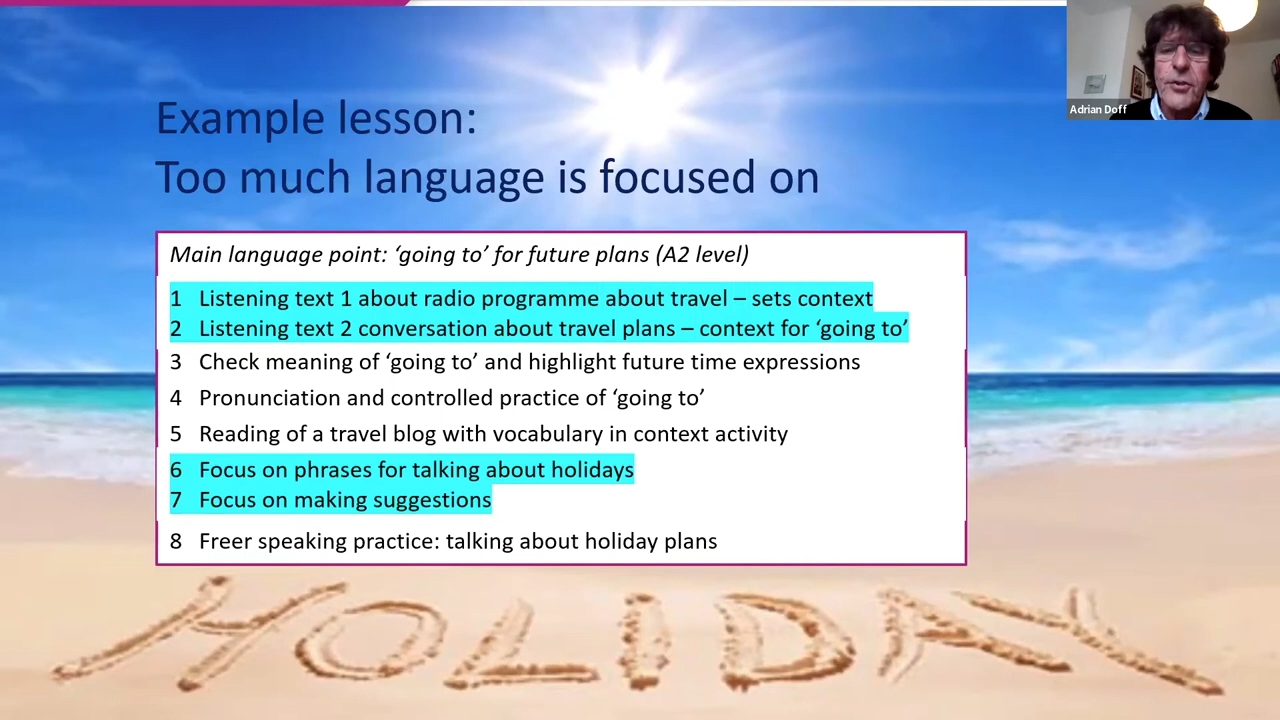 Adrian Doff
Example lesson:
Too much language is focused on
Main language point: ‘going to’ for future plans (A2 level)
1 Listening text 1 about radio programme about travel – sets context
2 Listening text 2 conversation about travel plans – context for ‘going to’
3 Check meaning of ‘going to’ and highlight future time expressions
4 Pronunciation and controlled practice of ‘going to’
5 Reading of a travel blog with vocabulary in context activity
6 Focus on phrases for talking about holidays
7 Focus on making suggestions
8 Freer speaking practice: talking about holiday plans
HOLIDAY